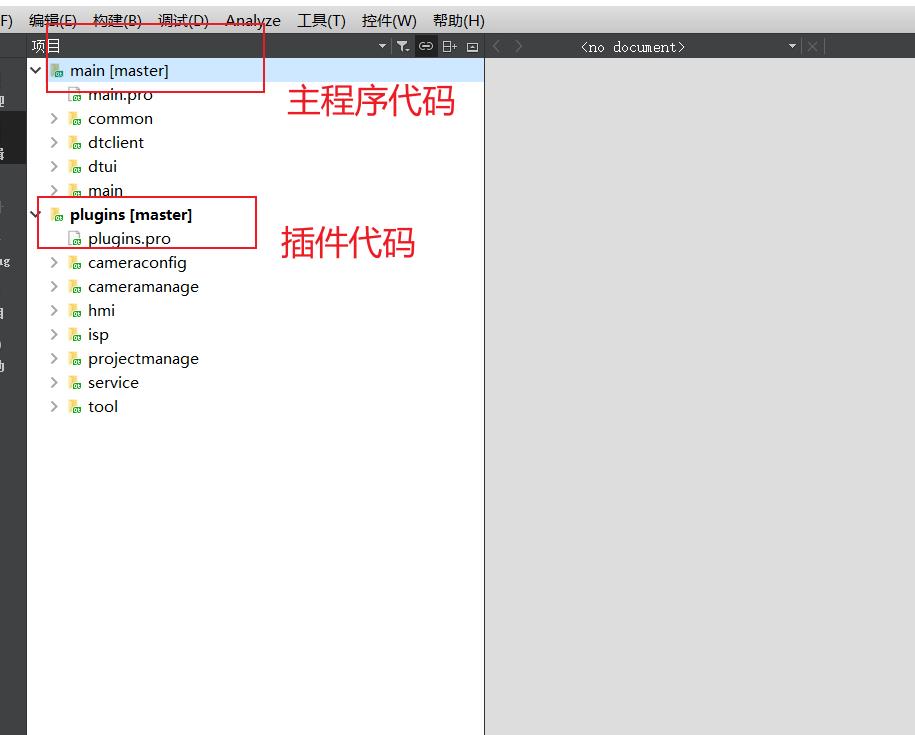 F) 编辑(E) 构建(B) 调试(D) Analyze 工具(T) 控件(W) 帮助(H)
项目 <no document>
main [master]
main.pro
主程序代码
common
dtclient
dtui
main
plugins [master]
plugins.pro
插件代码
cameraconfig
cameramanage
hmi
isp
projectmanage
service
tool